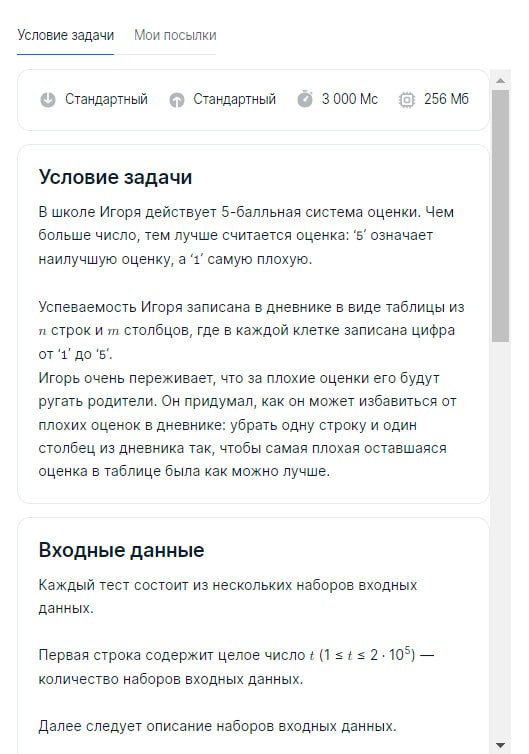 Условие задачи Мои посылки
Стандартный Стандартный 3 000 Мс 256 Мб
Условие задачи
В школе Игоря действует 5-балльная система оценки. Чем
больше число, тем лучше считается оценка: ‘5’ означает
наилучшую оценку, а ‘1’ самую плохую.
Успеваемость Игоря записана в дневнике в виде таблицы из
n строк и m столбцов, где в каждой клетке записана цифра
от ‘1’ до ‘5’.
Игорь очень переживает, что за плохие оценки его будут
ругать родители. Он придумал, как он может избавиться от
плохих оценок в дневнике: убрать одну строку и один
столбец из дневника так, чтобы самая плохая оставшаяся
оценка в таблице была как можно лучше.
Входные данные
Каждый тест состоит из нескольких наборов входных
данных.
Первая строка содержит целое число t (1 ≤ t ≤ 2 · 10⁵) —
количество наборов входных данных.
Далее следует описание наборов входных данных.